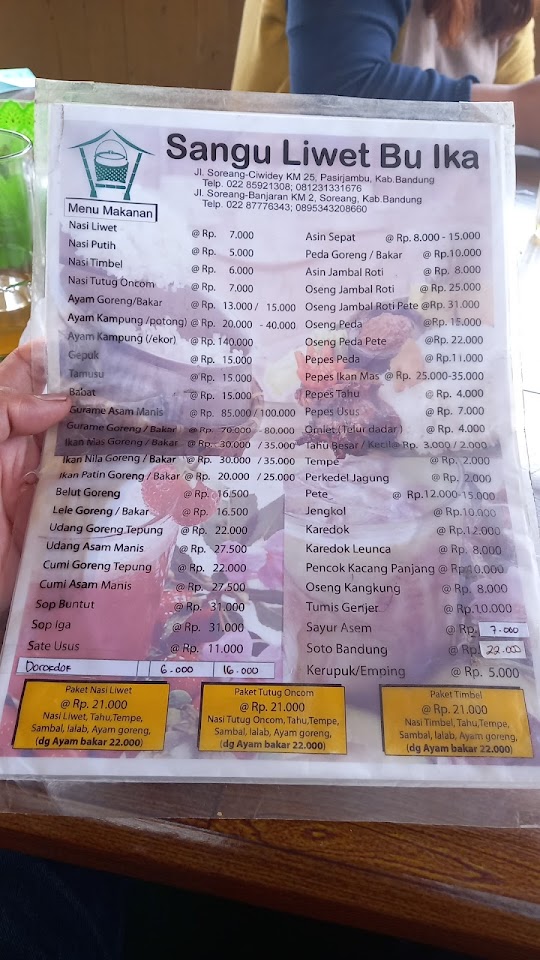 Sangu Liwet Bu Ika
Jl. Soreang-Ciwidey KM 25, Pasirjambu, Kab.Bandung
Telp. 022 85921308; 081231331676
Jl. Soreang-Banjaran KM 2, Soreang, Kab.Bandung
Telp. 022 87776343; 0895343208660
Menu Makanan
Nasi Liwet @ Rp. 7.000
Nasi Putih @ Rp. 5.000
Nasi Timbel @ Rp. 6.000
Nasi Tutug Oncom @ Rp. 7.000
Ayam Goreng/Bakar @ Rp. 13.000 / 15.000
Ayam Kampung /potong) @ Rp. 20.000 - 40.000
Ayam Kampung (/ekor) @ Rp. 140.000
Gepuk @ Rp. 15.000
Tamusu @ Rp. 15.000
Babat @ Rp. 15.000
Gurame Asam Manis @ Rp. 85.000 / 100.000
Gurame Goreng / Bakar @ Rp. 70.000 - 80.000
Ikan Mas Goreng / Bakar @ Rp. 30.000 / 35.000
Ikan Nila Goreng / Bakar @ Rp. 30.000 / 35.000
Ikan Patin Goreng / Bakar @ Rp. 20.000 / 25.000
Belut Goreng @ Rp. 16.500
Lele Goreng / Bakar @ Rp. 16.500
Udang Goreng Tepung @ Rp. 22.000
Udang Asam Manis @ Rp. 27.500
Cumi Goreng Tepung @ Rp. 22.000
Cumi Asam Manis @ Rp. 27.500
Sop Buntut @ Rp. 31.000
Sop Iga @ Rp. 31.000
Sate Usus @ Rp. 11.000
Dorokdok 6.000 16.000
Asin Sepat @ Rp. 8.000 - 15.000
Peda Goreng / Bakar @ Rp.10.000
Asin Jambal Roti @ Rp. 8.000
Oseng Jambal Roti @ Rp. 25.000
Oseng Jambal Roti Pete @ Rp. 31.000
Oseng Peda @ Rp. 15.000
Oseng Peda Pete @ Rp. 22.000
Pepes Peda @ Rp.11.000
Pepes Ikan Mas @ Rp. 25.000-35.000
Pepes Tahu @ Rp. 4.000
Pepes Usus @ Rp. 7.000
Omlet (Telur dadar) @ Rp. 4.000
Tahu Besar / Kecil @ Rp. 3.000 / 2.000
Tempe @ Rp. 2.000
Perkedel Jagung @ Rp. 2.000
Pete @ Rp. 12.000-15.000
Jengkol @ Rp.10.000
Karedok @ Rp.12.000
Karedok Leunca @ Rp. 8.000
Pencok Kacang Panjang @ Rp.10.000
Oseng Kangkung @ Rp. 8.000
Tumis Genjer @ Rp.10.000
Sayur Asem @ Rp. 7.000
Soto Bandung @ Rp. 22.000
Kerupuk/Emping @ Rp. 5.000
Paket Nasi Liwet
@ Rp. 21.000
Nasi Liwet, Tahu,Tempe,
Sambal, lalab, Ayam goreng,
(dg Ayam bakar 22.000)
Paket Tutug Oncom
@ Rp. 21.000
Nasi Tutug Oncom, Tahu,Tempe,
Sambal, lalab, Ayam goreng,
(dg Ayam bakar 22.000)
Paket Timbel
@ Rp. 21.000
Nasi Timbel, Tahu,Tempe,
Sambal, lalab, Ayam goreng,
(dg Ayam bakar 22.000)